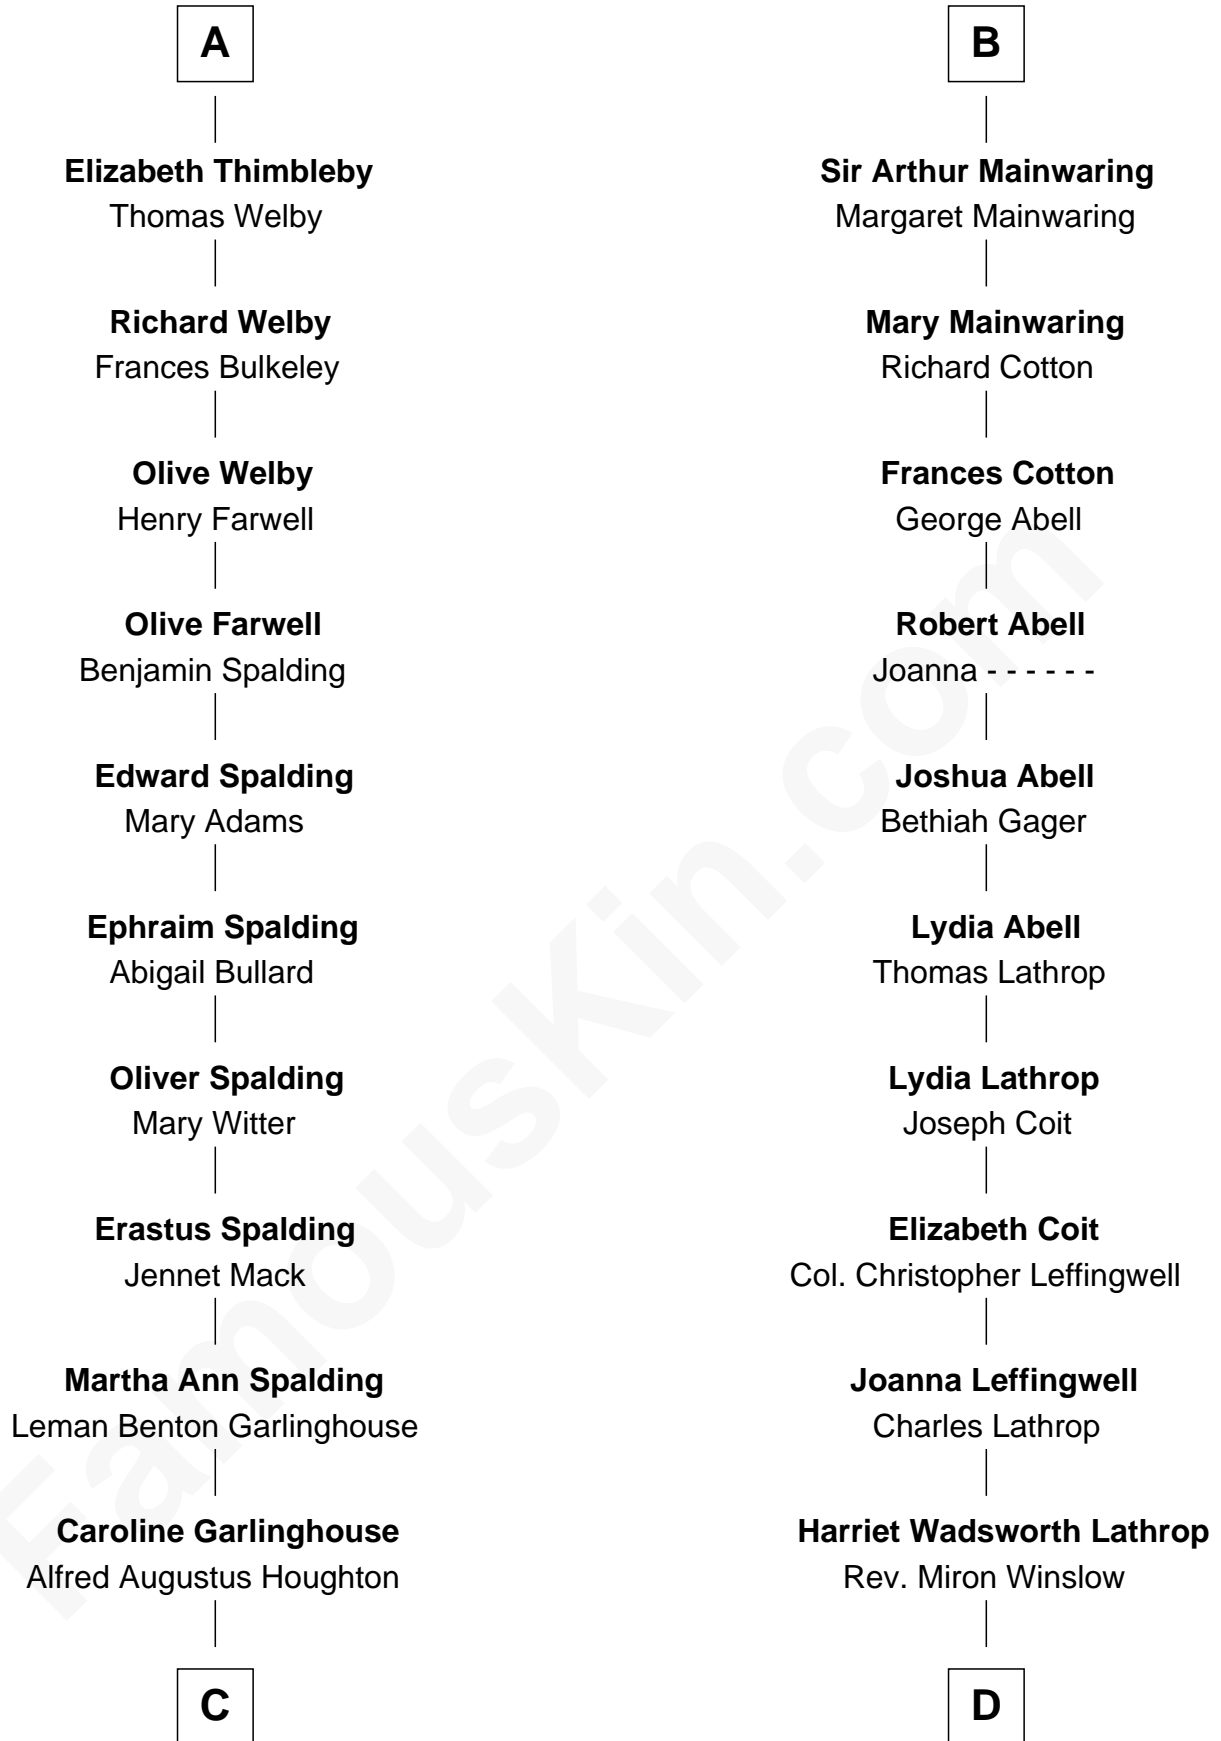 A
Elizabeth Thimbleby
Thomas Welby
Richard Welby
Frances Bulkeley
Olive Welby
Henry Farwell
Olive Farwell
Benjamin Spalding
Edward Spalding
Mary Adams
Ephraim Spalding
Abigail Bullard
Oliver Spalding
Mary Witter
Erastus Spalding
Jennet Mack
Martha Ann Spalding
Leman Benton Garlinghouse
Caroline Garlinghouse
Alfred Augustus Houghton
C
B
Sir Arthur Mainwaring
Margaret Mainwaring
Mary Mainwaring
Richard Cotton
Frances Cotton
George Abell
Robert Abell
Joanna - - - - - -
Joshua Abell
Bethiah Gager
Lydia Abell
Thomas Lathrop
Lydia Lathrop
Joseph Coit
Elizabeth Coit
Col. Christopher Leffingwell
Joanna Leffingwell
Charles Lathrop
Harriet Wadsworth Lathrop
Rev. Miron Winslow
D
FamousKin.com